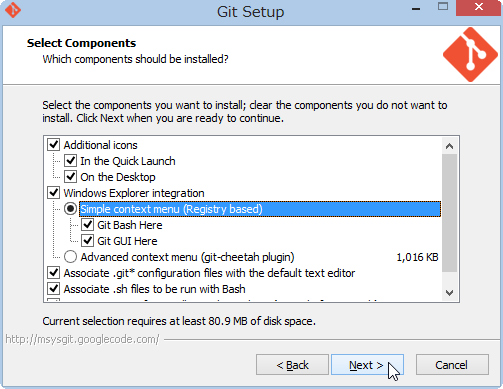 Git Setup
Select Components
Which components should be installed?
Select the components you want to install; clear the components you do not want to
install. Click Next when you are ready to continue.
Additional icons
In the Quick Launch
On the Desktop
Windows Explorer integration
Simple context menu (Registry based)
Git Bash Here
Git GUI Here
Advanced context menu (git-cheetah plugin) 1,016 KB
Associate .git* configuration files with the default text editor
Associate .sh files to be run with Bash
Current selection requires at least 80.9 MB of disk space.
http://msysgit.googlecode.com/
< Back
Next >
Cancel